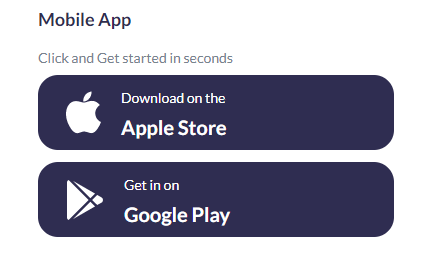 Mobile App
Click and Get started in seconds
Download on the
Apple Store
Get in on
Google Play